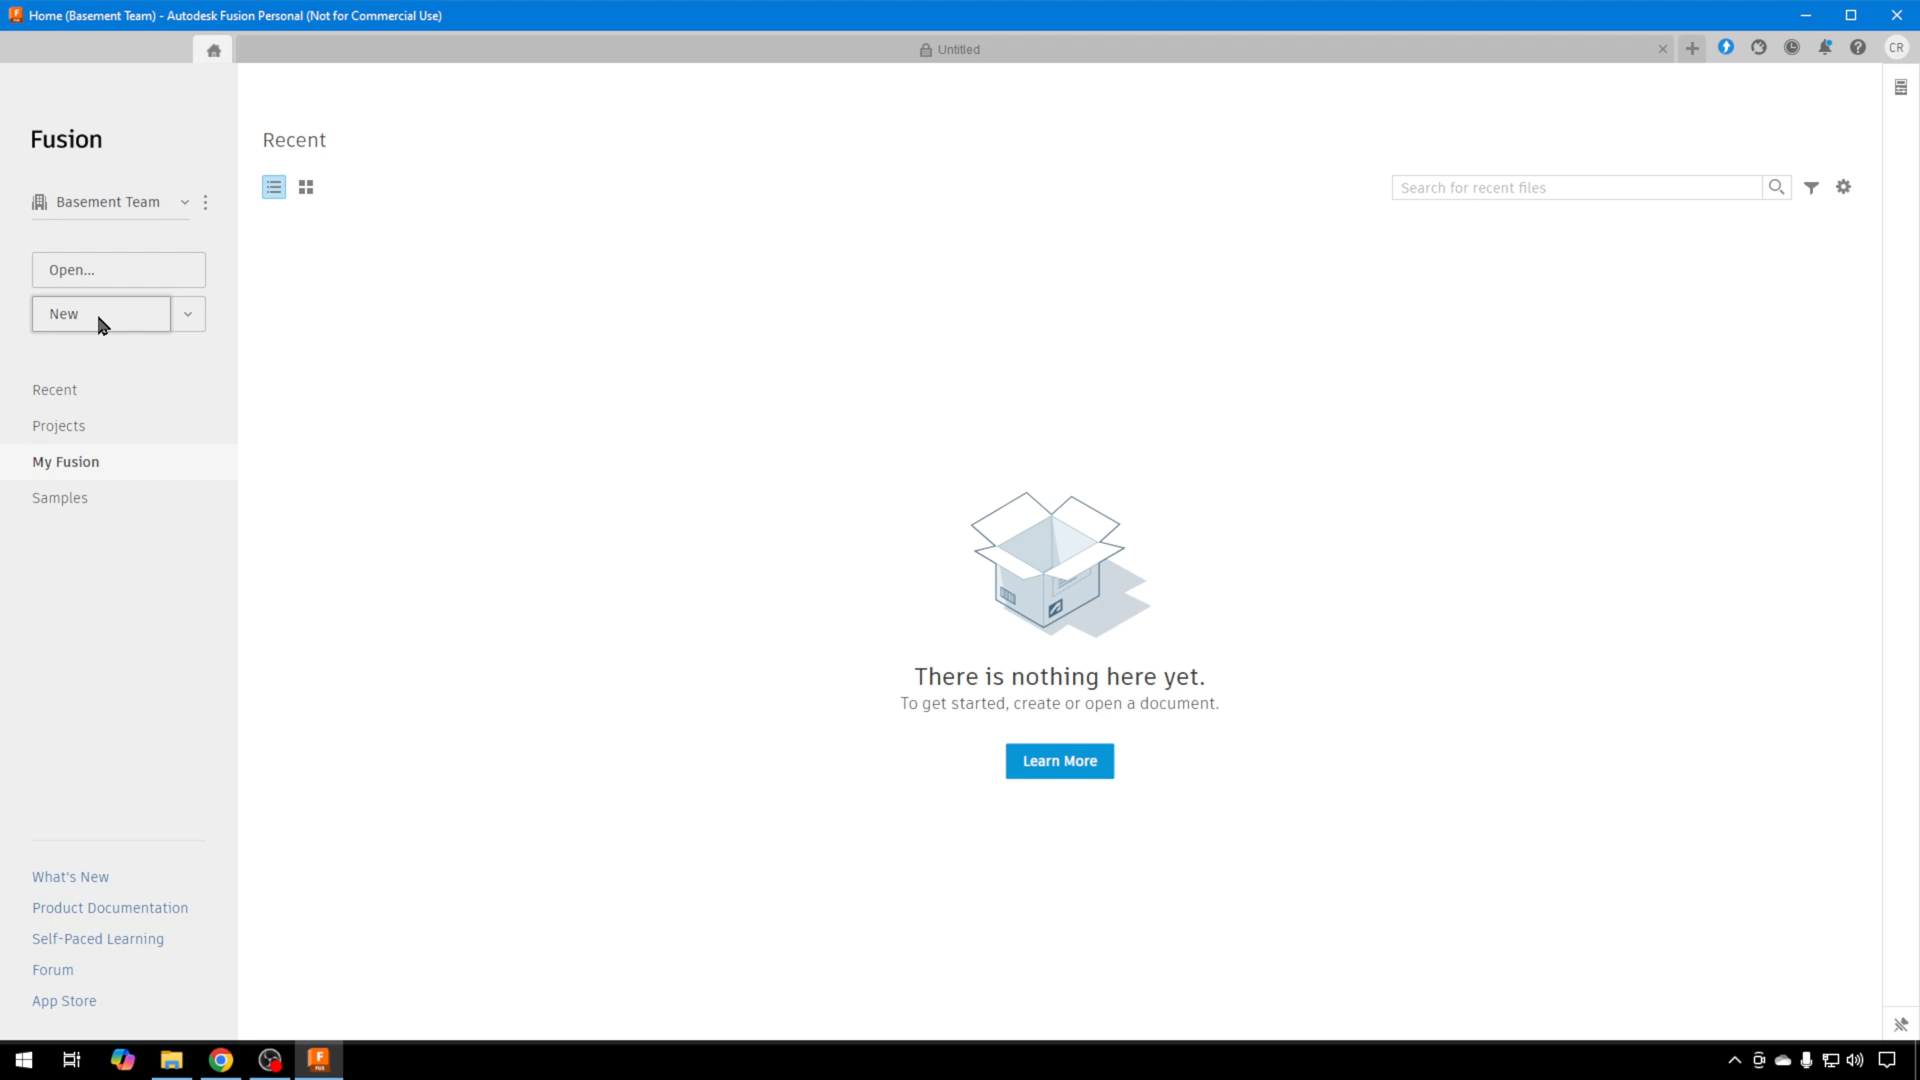 Home (Basement Team) - Autodesk Fusion Personal (Not for Commercial Use)
Untitled
CR
Fusion
Recent
Basement Team
Search for recent files
Open...
New
Recent
Projects
My Fusion
Samples
There is nothing here yet.
To get started, create or open a document.
Learn More
What's New
Product Documentation
Self-Paced Learning
Forum
App Store